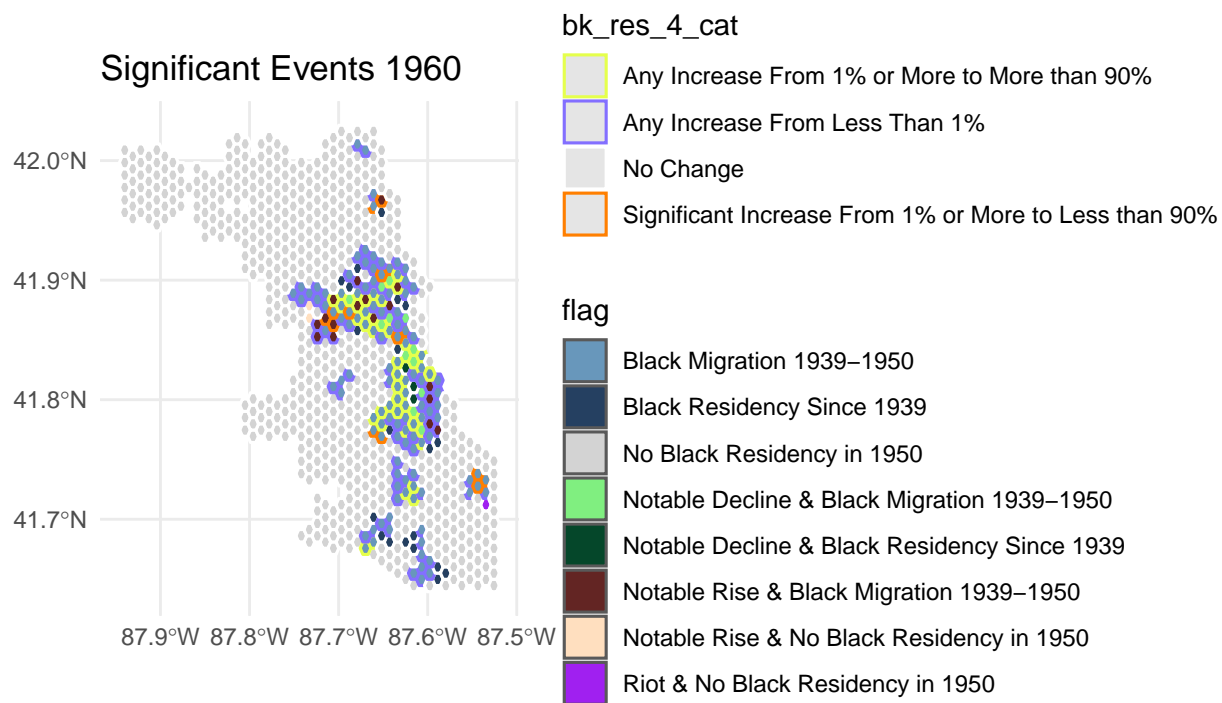 Significant Events 1960
42.0°N
41.9°N
41.8°N
41.7°N
87.9°W 87.8°W 87.7°W 87.6°W 87.5°W
bk_res_4_cat
Any Increase From 1% or More to More than 90%
Any Increase From Less Than 1%
No Change
Significant Increase From 1% or More to Less than 90%
flag
Black Migration 1939−1950
Black Residency Since 1939
No Black Residency in 1950
Notable Decline & Black Migration 1939−1950
Notable Decline & Black Residency Since 1939
Notable Rise & Black Migration 1939−1950
Notable Rise & No Black Residency in 1950
Riot & No Black Residency in 1950